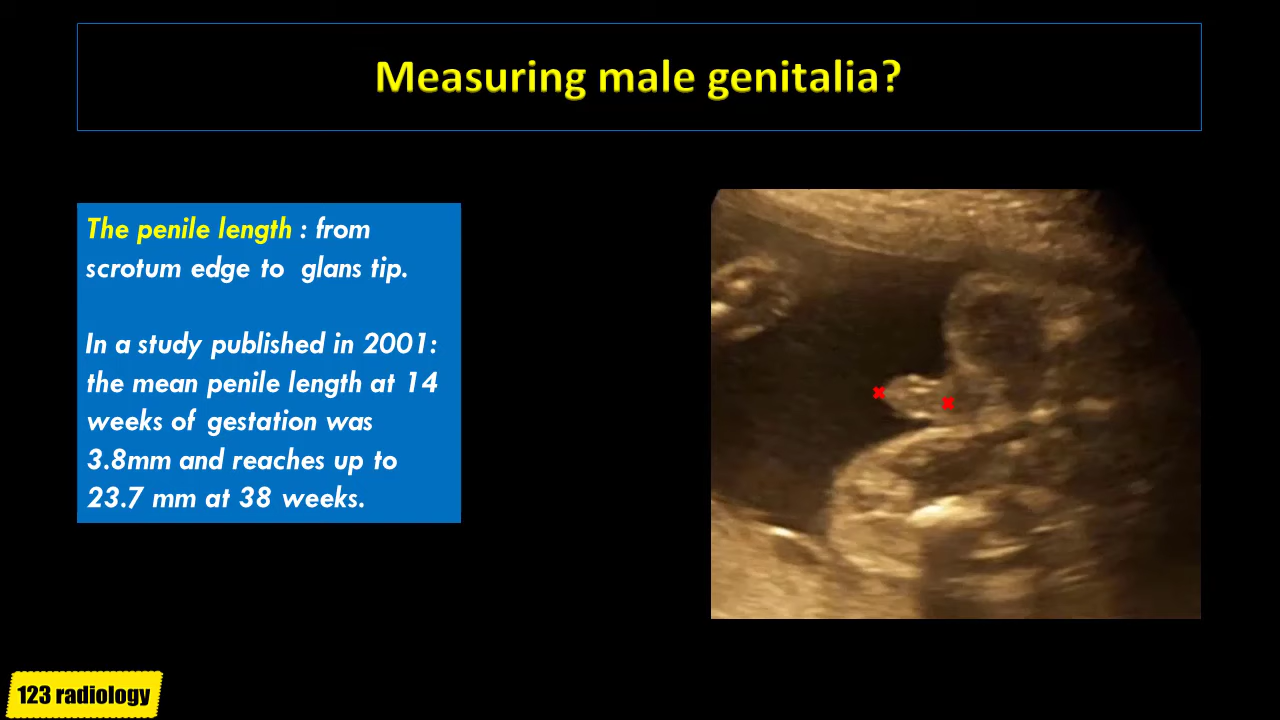 Measuring male genitalia?
The penile length : from
scrotum edge to glans tip.
In a study published in 2001:
the mean penile length at 14
weeks of gestation was
3.8mm and reaches up to
23.7 mm at 38 weeks.
123 radiology